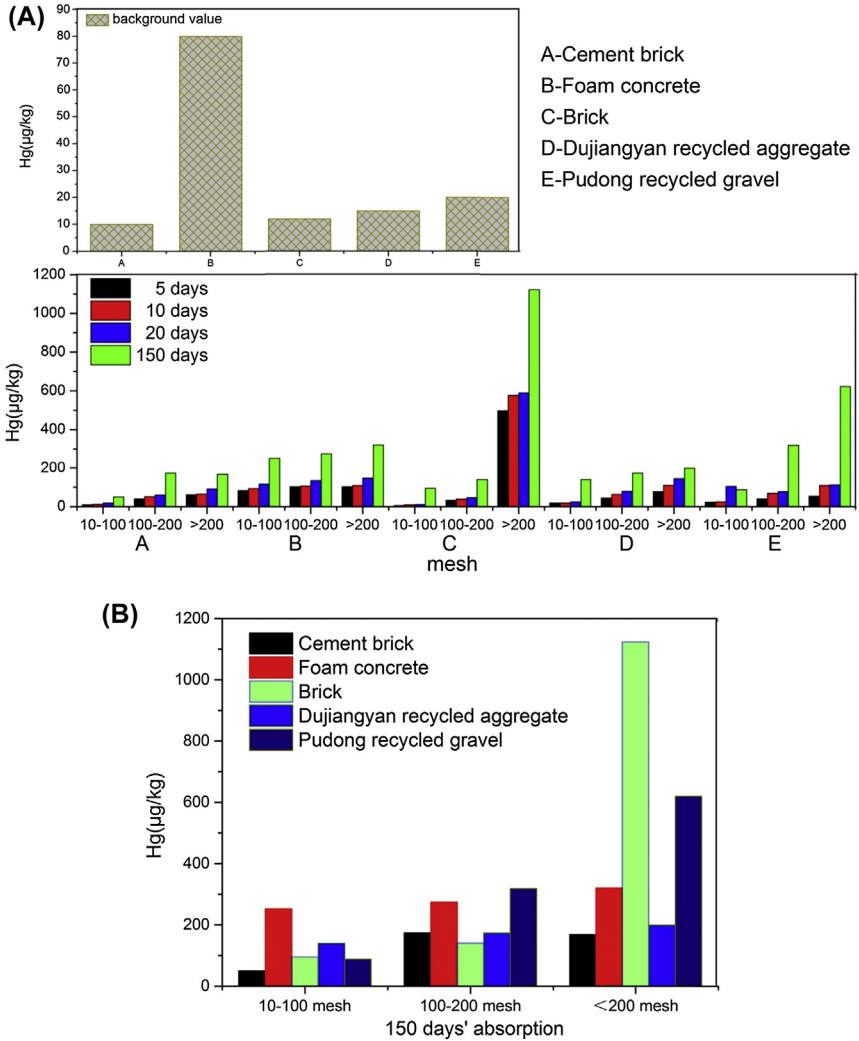 (A)
90
80
70
60
50
40
30
20
10
0
Hg(µg/kg)
background value
A B C D E
A-Cement brick
B-Foam concrete
C-Brick
D-Dujiangyan recycled aggregate
E-Pudong recycled gravel
1200
1000
800
600
400
200
0
Hg(µg/kg)
5 days
10 days
20 days
150 days
10-100 100-200 >200 10-100 100-200 >200 10-100 100-200 >200 10-100 100-200 >200 10-100 100-200 >200
A B C D E
mesh
(B)
1200
1000
800
600
400
200
0
Hg(µg/kg)
Cement brick
Foam concrete
Brick
Dujiangyan recycled aggregate
Pudong recycled gravel
10-100 mesh 100-200 mesh <200 mesh
150 days' absorption